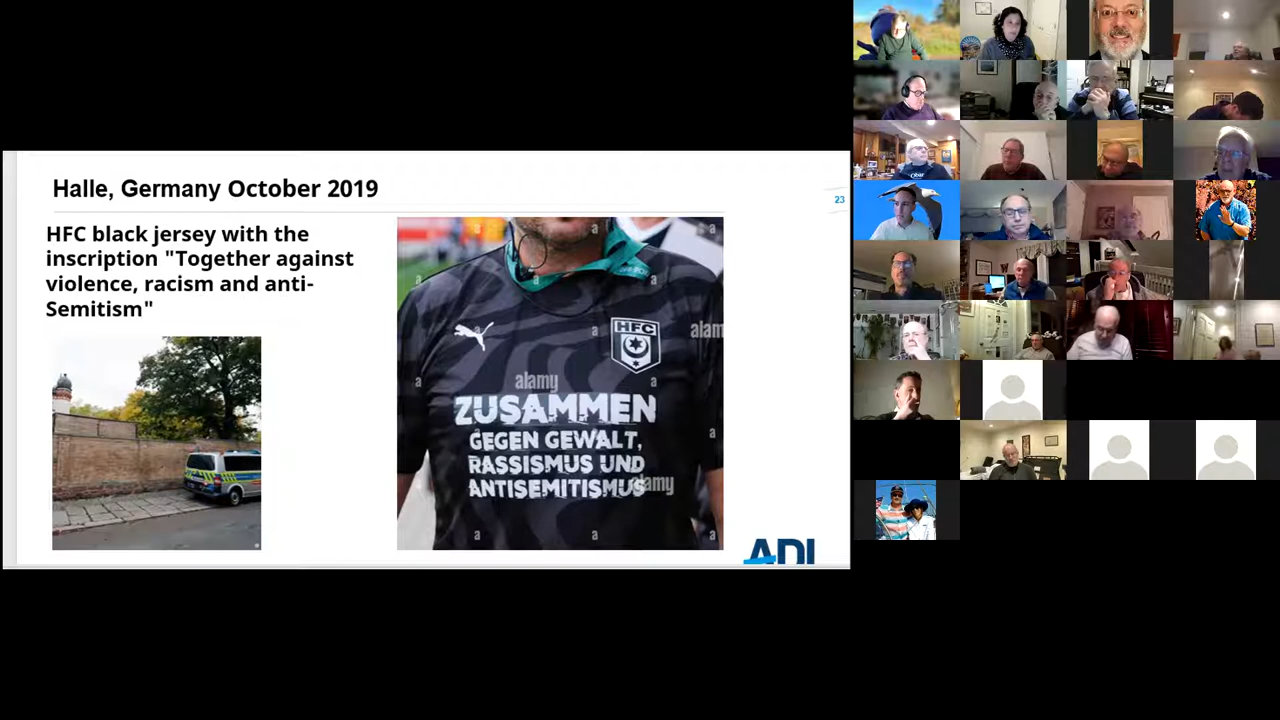 Halle, Germany October 2019
23
HFC black jersey with the
inscription "Together against
violence, racism and anti-
Semitism"
HFC
alamy
ZUSAMMEN
GEGEN GEWALT,
RASSISMUS UND
ANTISEMITISMUS
alamy
ADL